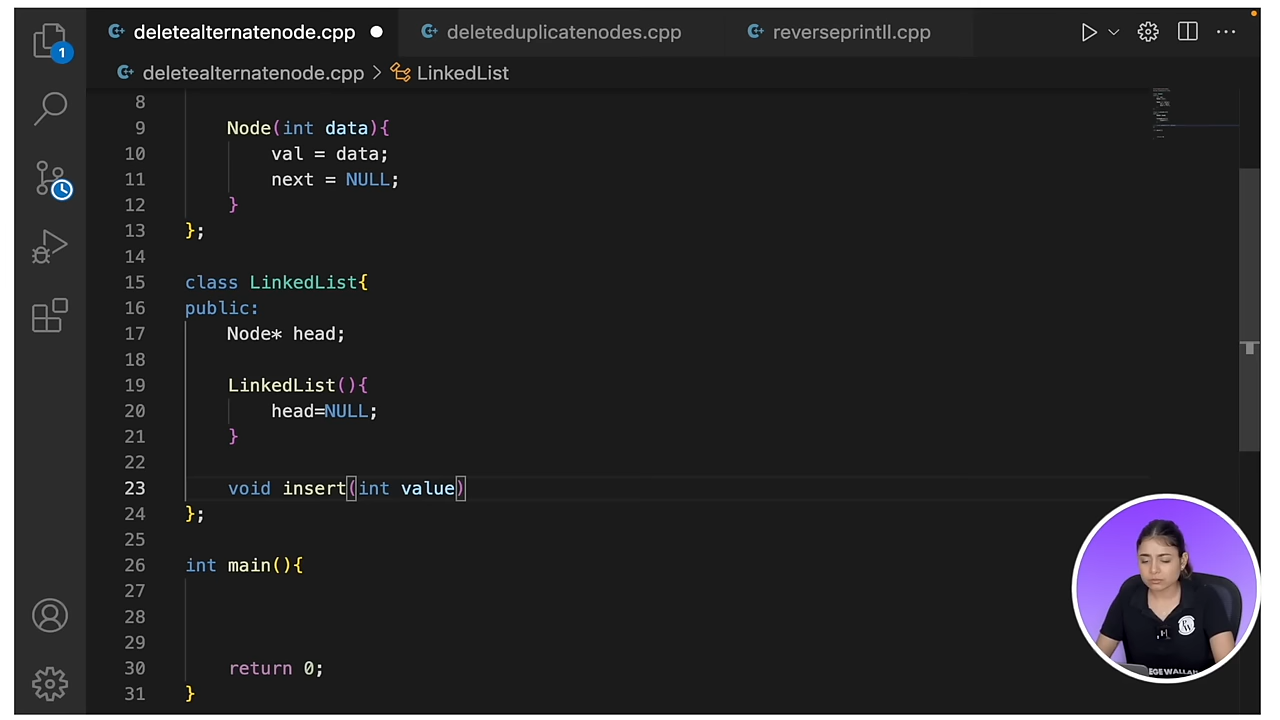 deletealternatenode.cpp
deleteduplicatenodes.cpp
reverseprintll.cpp
1
deletealternatenode.cpp > LinkedList
8
9 Node(int data){
10 val = data;
11 next = NULL;
12 }
13 };
14
15 class LinkedList{
16 public:
17 Node* head;
18
19 LinkedList(){
20 head=NULL;
21 }
22
23 void insert(int value)
24 };
25
26 int main(){
27
28
29
30 return 0;
31 }
EGE WALLAH